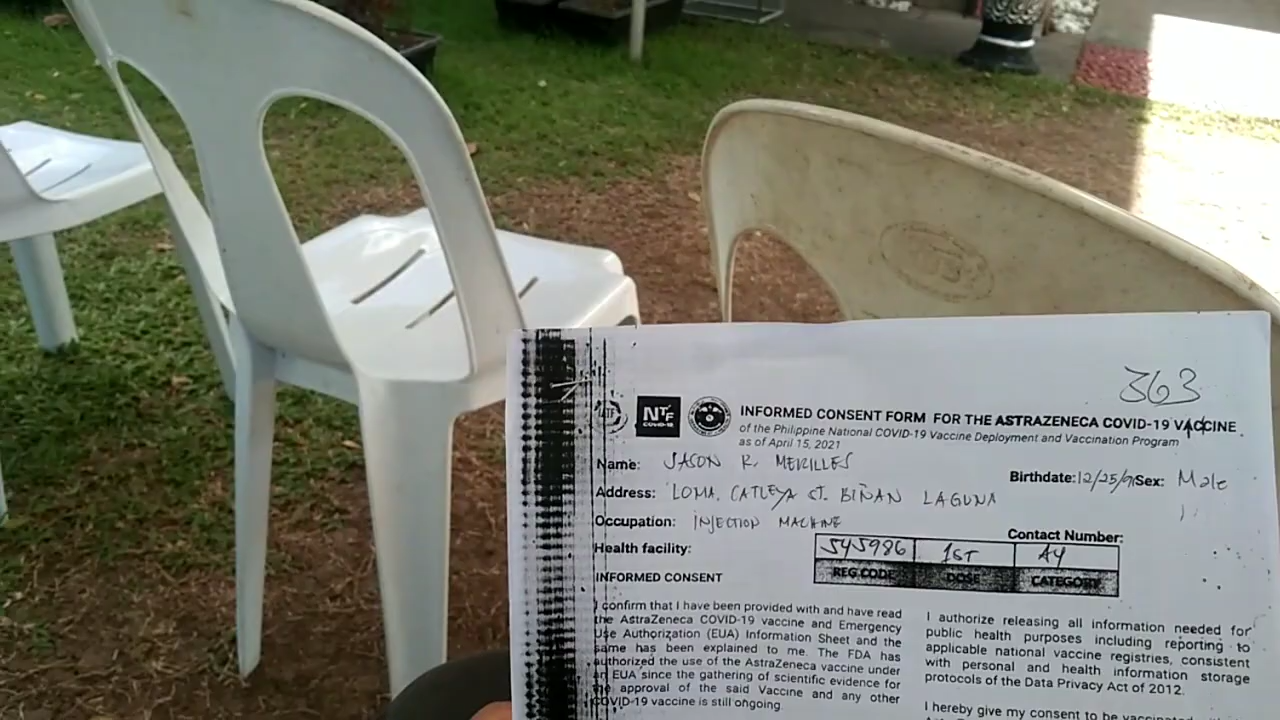 363
NTF
COVID-19
INFORMED CONSENT FORM FOR THE ASTRAZENECA COVID-19 VACCINE
of the Philippine National COVID-19 Vaccine Deployment and Vaccination Program
as of April 15, 2021
Name: JASON R. MERILLES
Birthdate: 12/25/ Sex: Male
Address: LOMA, CATLEYA ST. BIÑAN LAGUNA
Occupation: INJECTION MACHINE
Contact Number:
Health facility:
545986 1ST A4
REG.CODE DOSE CATEGORY
INFORMED CONSENT
I confirm that I have been provided with and have read
the AstraZeneca COVID-19 vaccine and Emergency
Use Authorization (EUA) Information Sheet and the
same has been explained to me. The FDA has
authorized the use of the AstraZeneca vaccine under
an EUA since the gathering of scientific evidence for
the approval of the said Vaccine and any other
COVID-19 vaccine is still ongoing.
I authorize releasing all information needed for
public health purposes including reporting to
applicable national vaccine registries, consistent
with personal and health information storage
protocols of the Data Privacy Act of 2012.
I hereby give my consent to be vaccinated